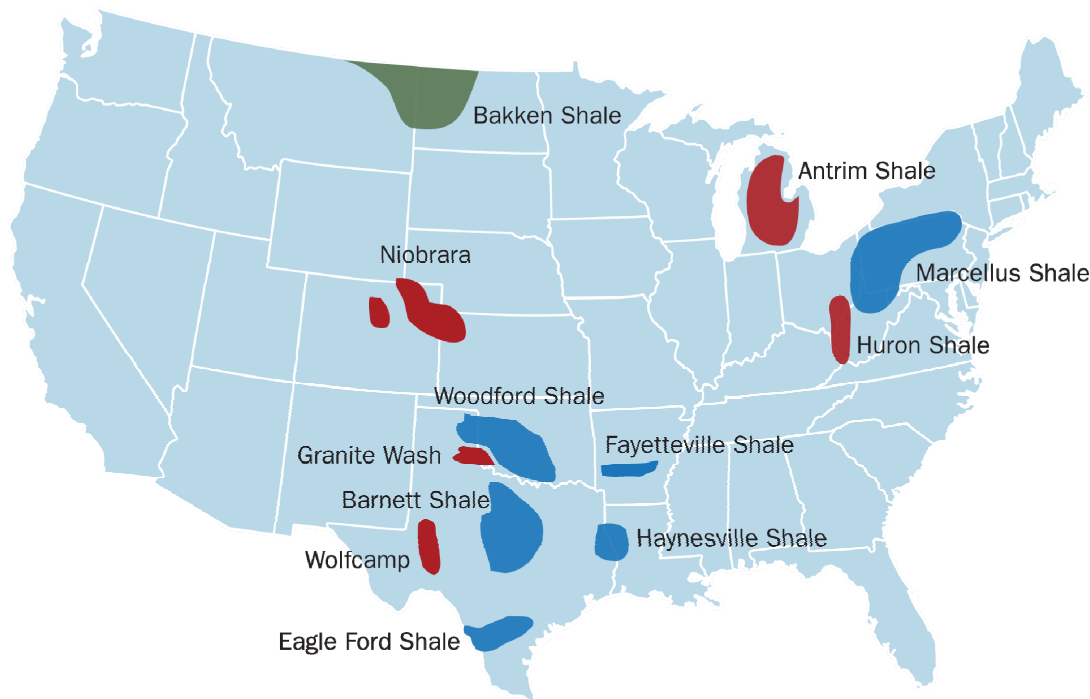 Bakken Shale
Antrim Shale
Niobrara
Marcellus Shale
Huron Shale
Woodford Shale
Fayetteville Shale
Granite Wash
Barnett Shale
Haynesville Shale
Wolfcamp
Eagle Ford Shale